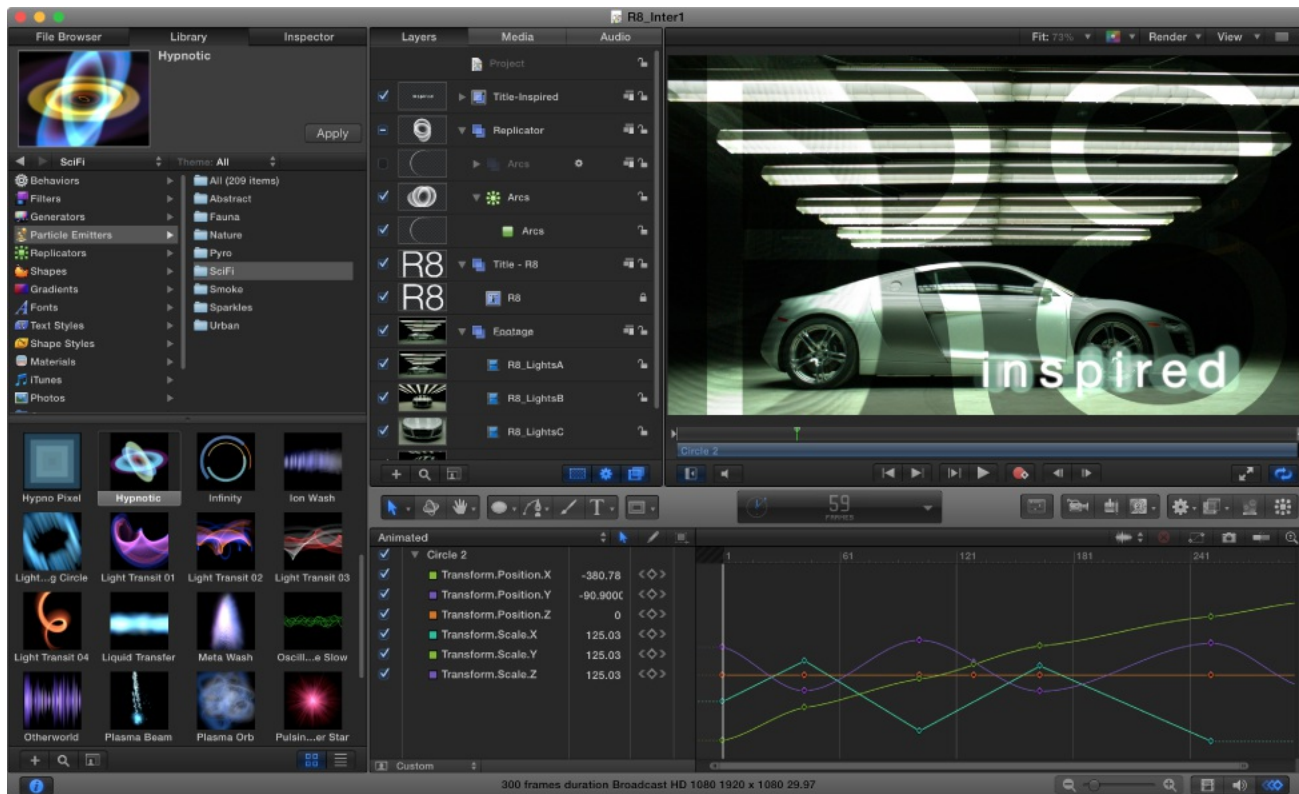 R8_Inter1
File Browser
Library
Inspector
Hypnotic
Apply
SciFi
Theme: All
Behaviors
Filters
Generators
Particle Emitters
Replicators
Shapes
Gradients
Fonts
Text Styles
Shape Styles
Materials
iTunes
Photos
All (209 items)
Abstract
Fauna
Nature
Pyro
SciFi
Smoke
Sparkles
Urban
Hypno Pixel
Hypnotic
Infinity
Ion Wash
Light...g Circle
Light Transit 01
Light Transit 02
Light Transit 03
Light Transit 04
Liquid Transfer
Meta Wash
Oscill...e Slow
Otherworld
Plasma Beam
Plasma Orb
Pulsin...er Star
Layers
Media
Audio
Project
Title-Inspired
Replicator
Arcs
Arcs
Arcs
R8
Title - R8
R8
R8
Footage
R8_LightsA
R8_LightsB
R8_LightsC
Fit: 73%
Render
View
R8
inspired
Circle 2
T
59
FRAMES
Animated
Circle 2
Transform.Position.X -380.78
Transform.Position.Y -90.900
Transform.Position.Z 0
Transform.Scale.X 125.03
Transform.Scale.Y 125.03
Transform.Scale.Z 125.03
Custom
1 61 121 181 241
300 frames duration Broadcast HD 1080 1920 x 1080 29.97